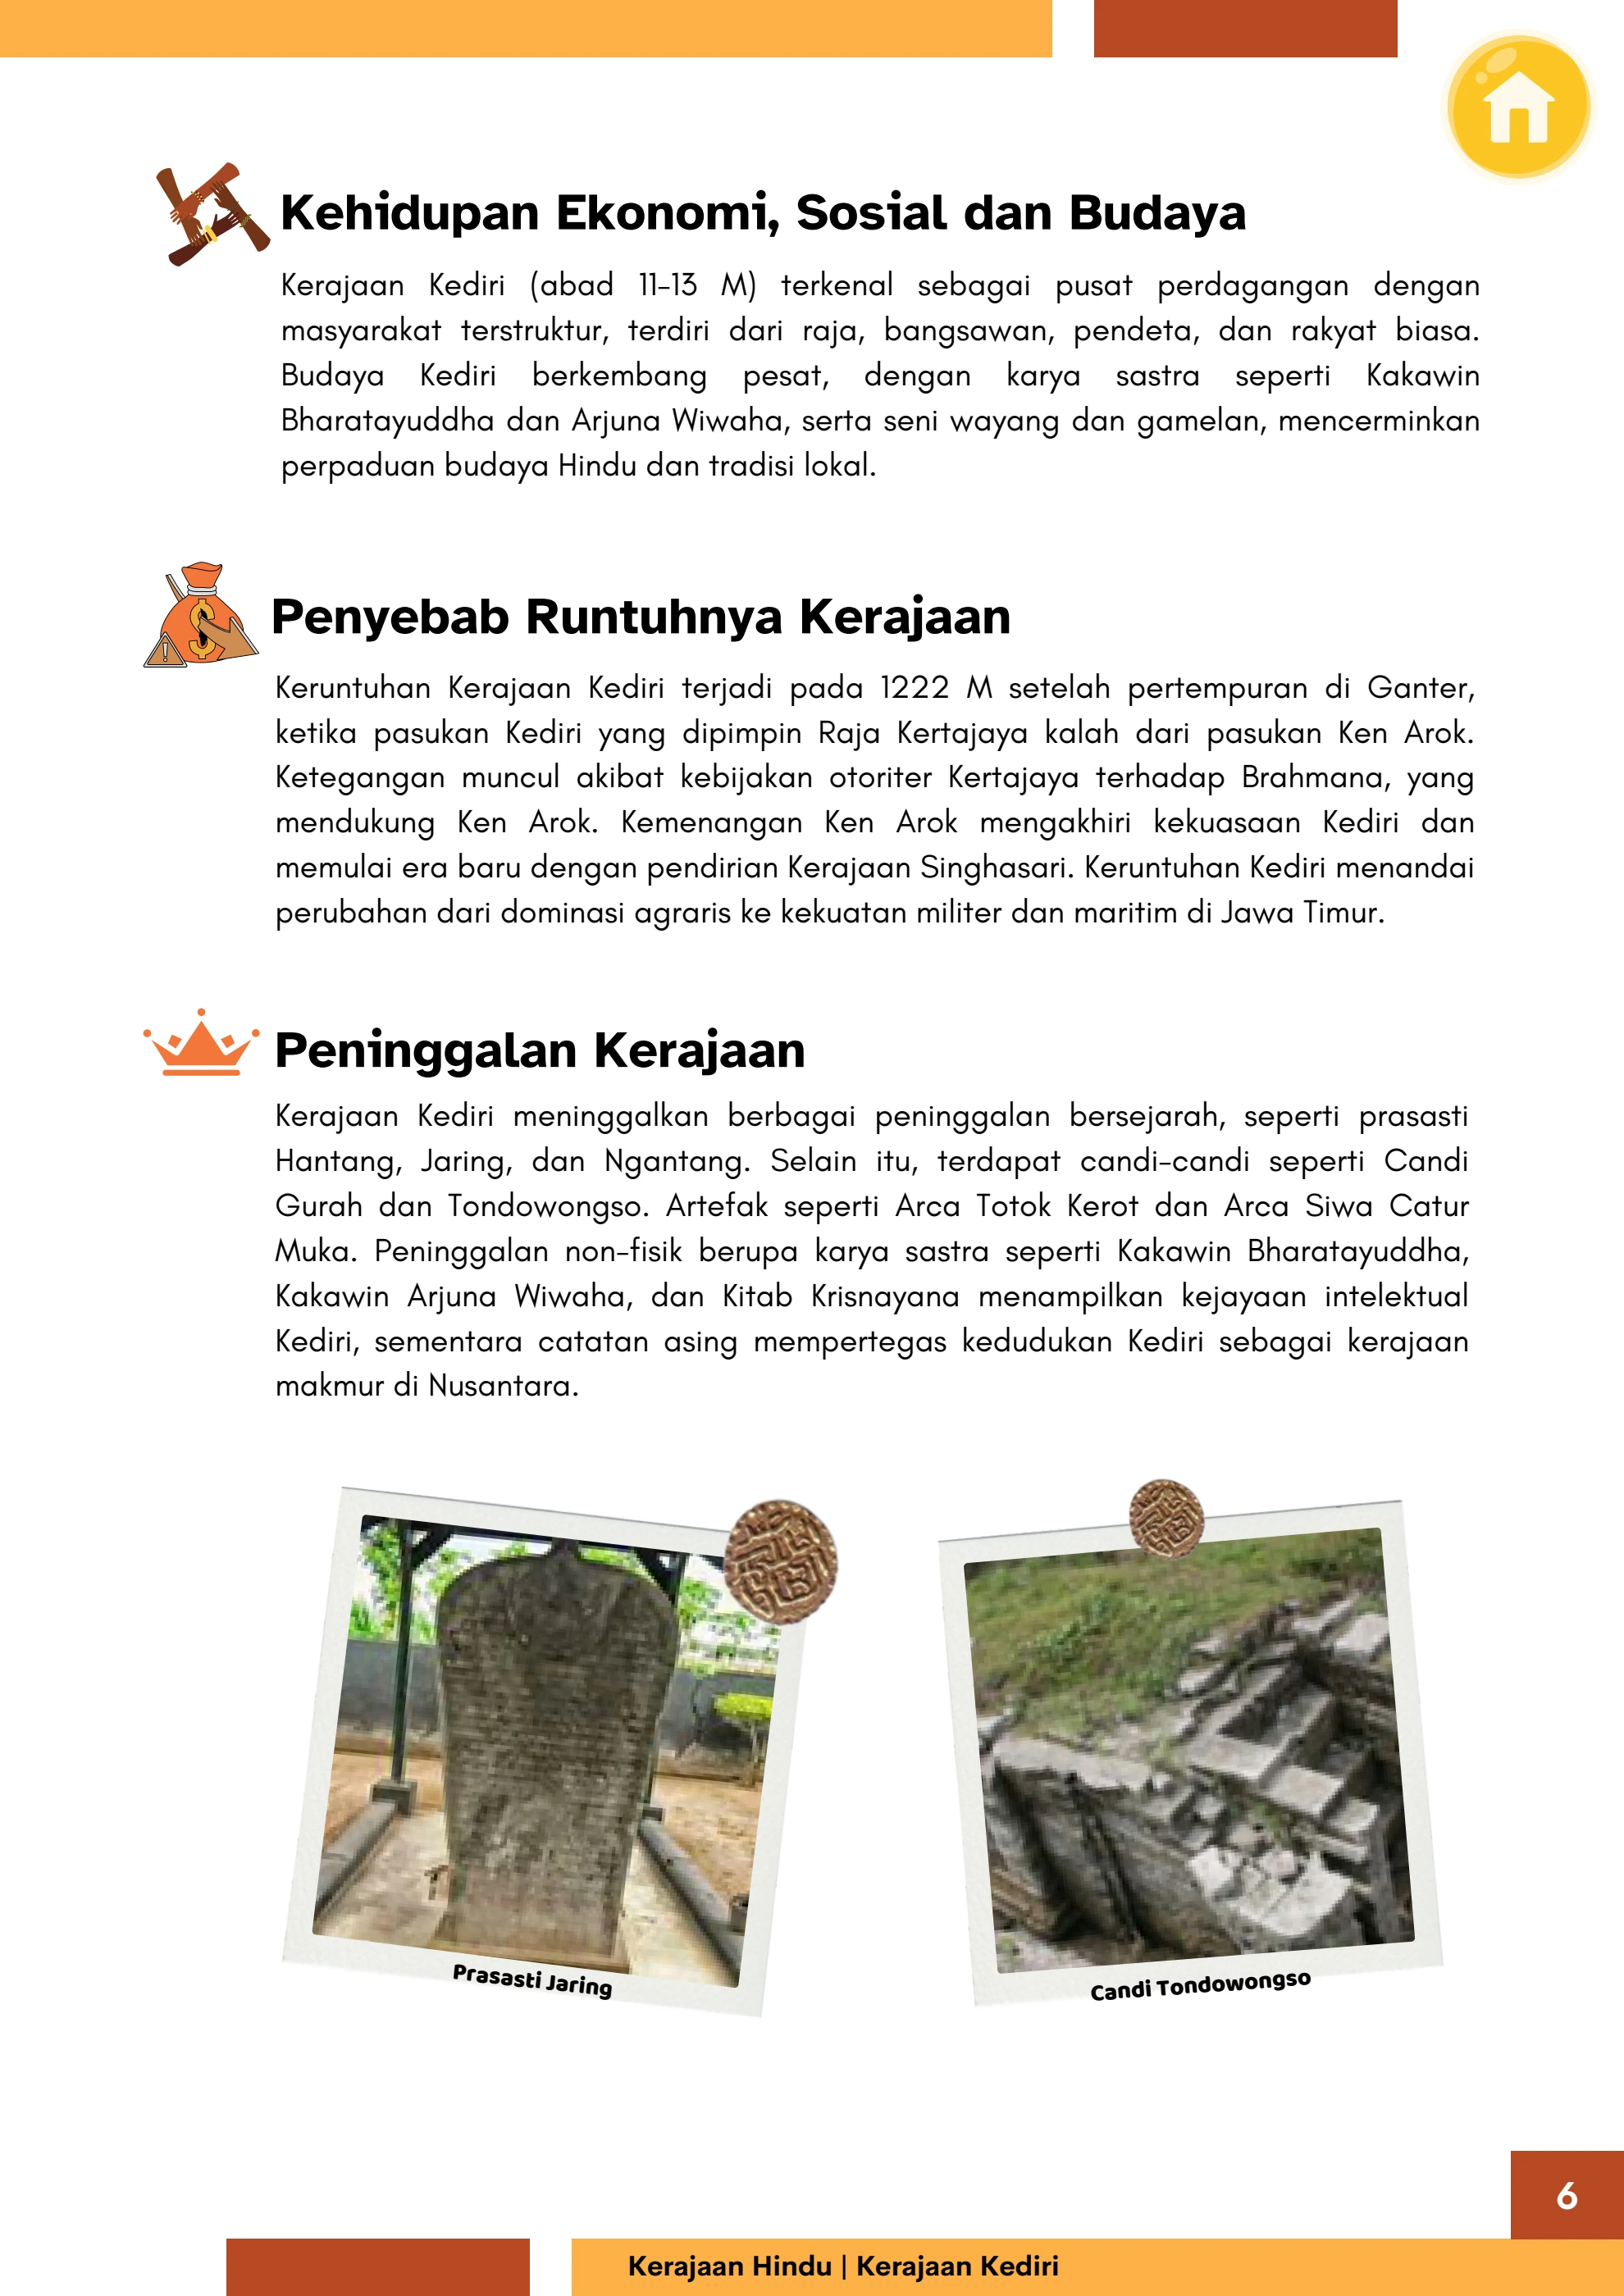 Kehidupan Ekonomi, Sosial dan Budaya
Kerajaan Kediri (abad 11-13 M) terkenal sebagai pusat perdagangan dengan
masyarakat terstruktur, terdiri dari raja, bangsawan, pendeta, dan rakyat biasa.
Budaya Kediri berkembang pesat, dengan karya sastra seperti Kakawin
Bharatayuddha dan Arjuna Wiwaha, serta seni wayang dan gamelan, mencerminkan
perpaduan budaya Hindu dan tradisi lokal.
Penyebab Runtuhnya Kerajaan
Keruntuhan Kerajaan Kediri terjadi pada 1222 M setelah pertempuran di Ganter,
ketika pasukan Kediri yang dipimpin Raja Kertajaya kalah dari pasukan Ken Arok.
Ketegangan muncul akibat kebijakan otoriter Kertajaya terhadap Brahmana, yang
mendukung Ken Arok. Kemenangan Ken Arok mengakhiri kekuasaan Kediri dan
memulai era baru dengan pendirian Kerajaan Singhasari. Keruntuhan Kediri menandai
perubahan dari dominasi agraris ke kekuatan militer dan maritim di Jawa Timur.
Peninggalan Kerajaan
Kerajaan Kediri meninggalkan berbagai peninggalan bersejarah, seperti prasasti
Hantang, Jaring, dan Ngantang. Selain itu, terdapat candi-candi seperti Candi
Gurah dan Tondowongso. Artefak seperti Arca Totok Kerot dan Arca Siwa Catur
Muka. Peninggalan non-fisik berupa karya sastra seperti Kakawin Bharatayuddha,
Kakawin Arjuna Wiwaha, dan Kitab Krisnayana menampilkan kejayaan intelektual
Kediri, sementara catatan asing mempertegas kedudukan Kediri sebagai kerajaan
makmur di Nusantara.
Prasasti Jaring
Candi Tondowongso
6
Kerajaan Hindu | Kerajaan Kediri